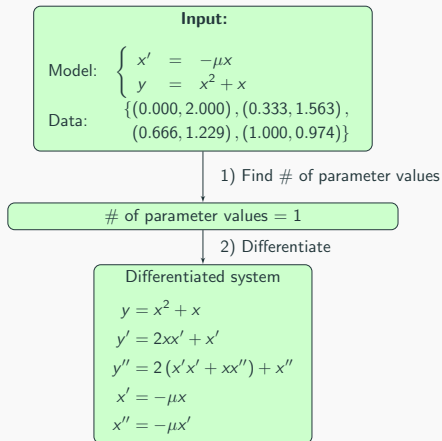 Input:
Model: { x′ = −μx
y = x² + x
Data: {(0.000, 2.000) , (0.333, 1.563) ,
(0.666, 1.229) , (1.000, 0.974)}
1) Find # of parameter values
# of parameter values = 1
2) Differentiate
Differentiated system
y = x² + x
y′ = 2xx′ + x′
y′′ = 2 (x′x′ + xx′′) + x′′
x′ = −μx
x′′ = −μx′